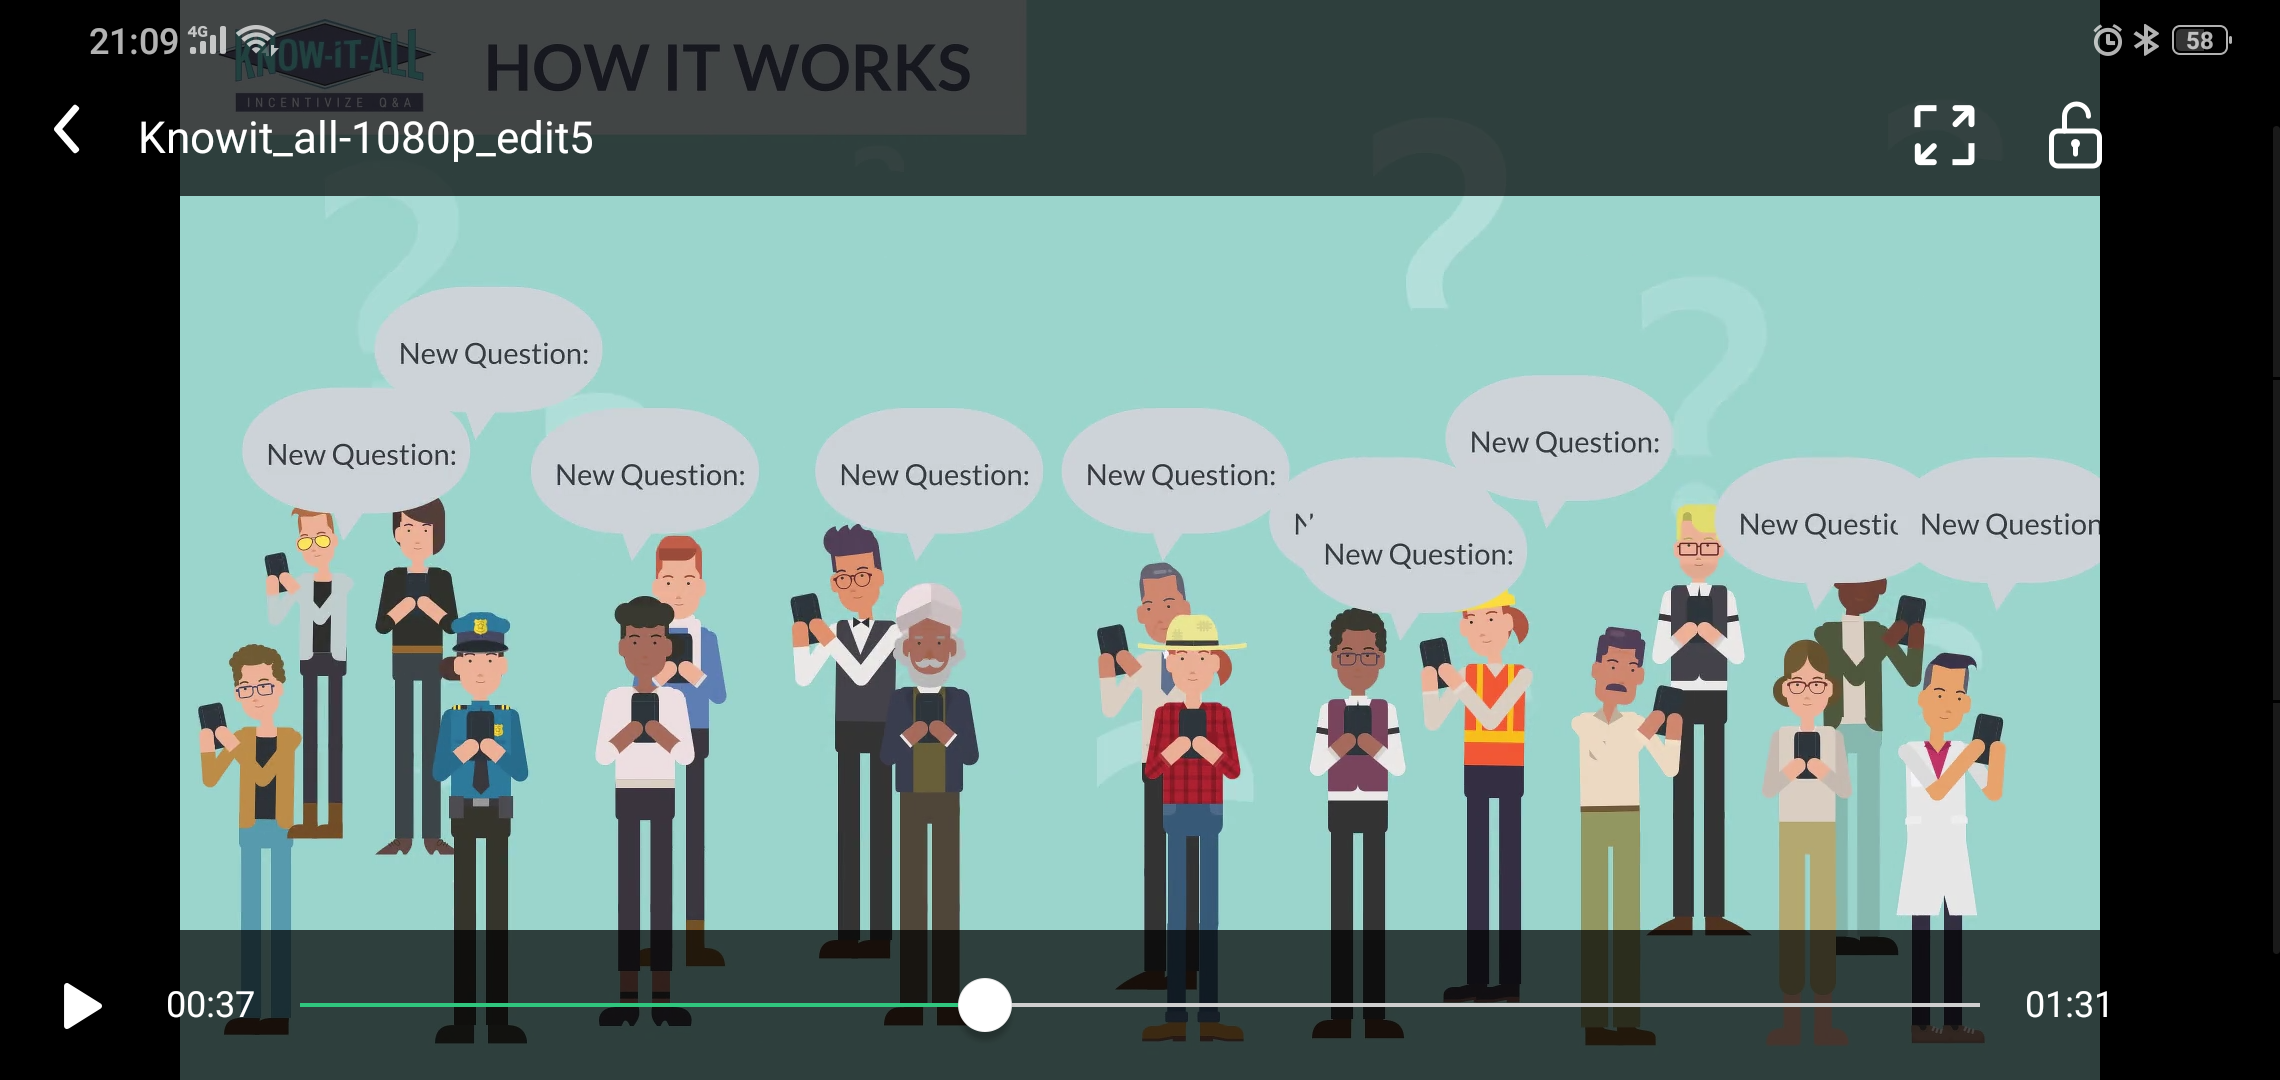 21:09 4G 58
KNOW-iT-ALL
INCENTIVIZE Q&A
HOW IT WORKS
Knowit_all-1080p_edit5
New Question:
New Question:
New Question:
New Question:
New Question:
New Question:
New Question:
New Questio
New Question
00:37
01:31